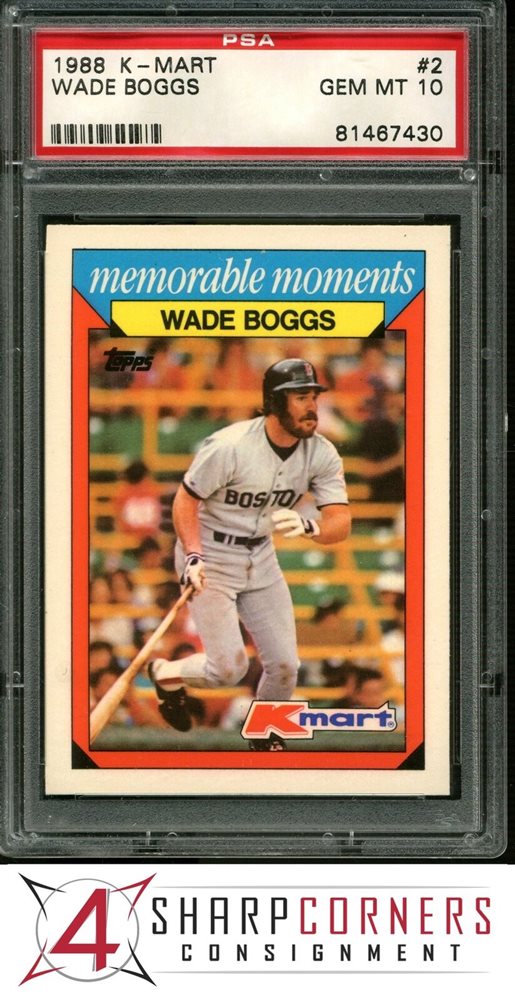 PSA
1988 K-MART #2
WADE BOGGS GEM MT 10
81467430
memorable moments
WADE BOGGS
Topps
BOSTON
Kmart®
4 SHARPCORNERS
CONSIGNMENT